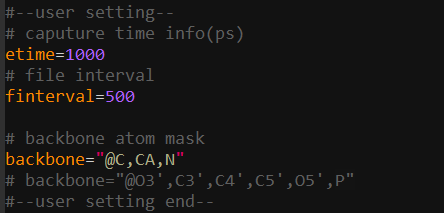 #--user setting--
# caputure time info(ps)
etime=1000
# file interval
finterval=500
# backbone atom mask
backbone="@C,CA,N"
# backbone="@O3',C3',C4',C5',O5',P"
#--user setting end--